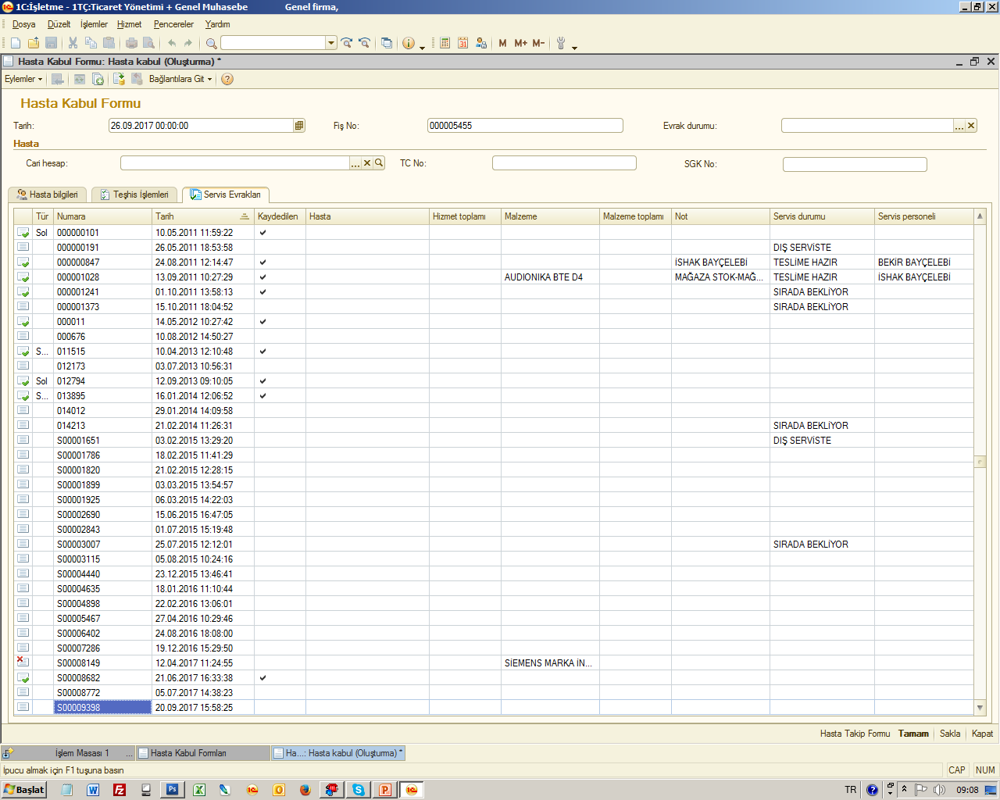 1C:İşletme - 1TÇ:Ticaret Yönetimi + Genel Muhasebe Genel firma,
Dosya Düzelt İşlemler Hizmet Pencereler Yardım
M M+ M-
Hasta Kabul Formu: Hasta kabul (Oluşturma) *
Eylemler Bağlantılara Git
Hasta Kabul Formu
Tarih: 26.09.2017 00:00:00 Fiş No: 000005455 Evrak durumu:
Hasta
Cari hesap: TC No: SGK No:
Hasta bilgileri Teşhis İşlemleri Servis Evrakları
Tür Numara Tarih Kaydedilen Hasta Hizmet toplamı Malzeme Malzeme toplamı Not Servis durumu Servis personeli
Sol 000000101 10.05.2011 11:59:22
000000191 26.05.2011 18:53:58 DIŞ SERVİSTE
000000847 24.08.2011 12:14:47 İSHAK BAYÇELEBİ TESLİME HAZIR BEKİR BAYÇELEBİ
000001028 13.09.2011 10:27:29 AUDIONIKA BTE D4 MAĞAZA STOK-MAĞ... TESLİME HAZIR İSHAK BAYÇELEBİ
000001241 01.10.2011 13:58:13 SIRADA BEKLİYOR
000001373 15.10.2011 18:04:52 SIRADA BEKLİYOR
000011 14.05.2012 10:27:42
000676 10.08.2012 14:50:27
S... 011515 10.04.2013 12:10:48
012173 03.07.2013 10:56:31
Sol 012794 12.09.2013 09:10:05
S... 013895 16.01.2014 12:06:52
014012 29.01.2014 14:09:58
014213 21.02.2014 11:26:31 SIRADA BEKLİYOR
S00001651 03.02.2015 13:29:20 DIŞ SERVİSTE
S00001786 18.02.2015 11:41:29
S00001820 21.02.2015 12:28:15
S00001899 03.03.2015 13:54:57
S00001925 06.03.2015 14:22:03
S00002690 15.06.2015 16:47:05
S00002843 01.07.2015 15:19:48
S00003007 25.07.2015 12:12:01 SIRADA BEKLİYOR
S00003115 05.08.2015 10:24:16
S00004440 23.12.2015 13:46:41
S00004635 18.01.2016 11:10:44
S00004898 22.02.2016 13:06:01
S00005467 27.04.2016 10:29:46
S00006402 24.08.2016 18:08:00
S00007286 19.12.2016 15:29:50
S00008149 12.04.2017 11:24:55 SİEMENS MARKA İN...
S00008682 21.06.2017 16:33:38
S00008772 05.07.2017 14:38:23
S00009398 20.09.2017 15:58:25
Hasta Takip Formu Tamam Sakla Kapat
İşlem Masası 1 ... Hasta Kabul Formları Ha...: Hasta kabul (Oluşturma) *
İpucu almak için F1 tuşuna basın CAP NUM
Başlat TR 09:08